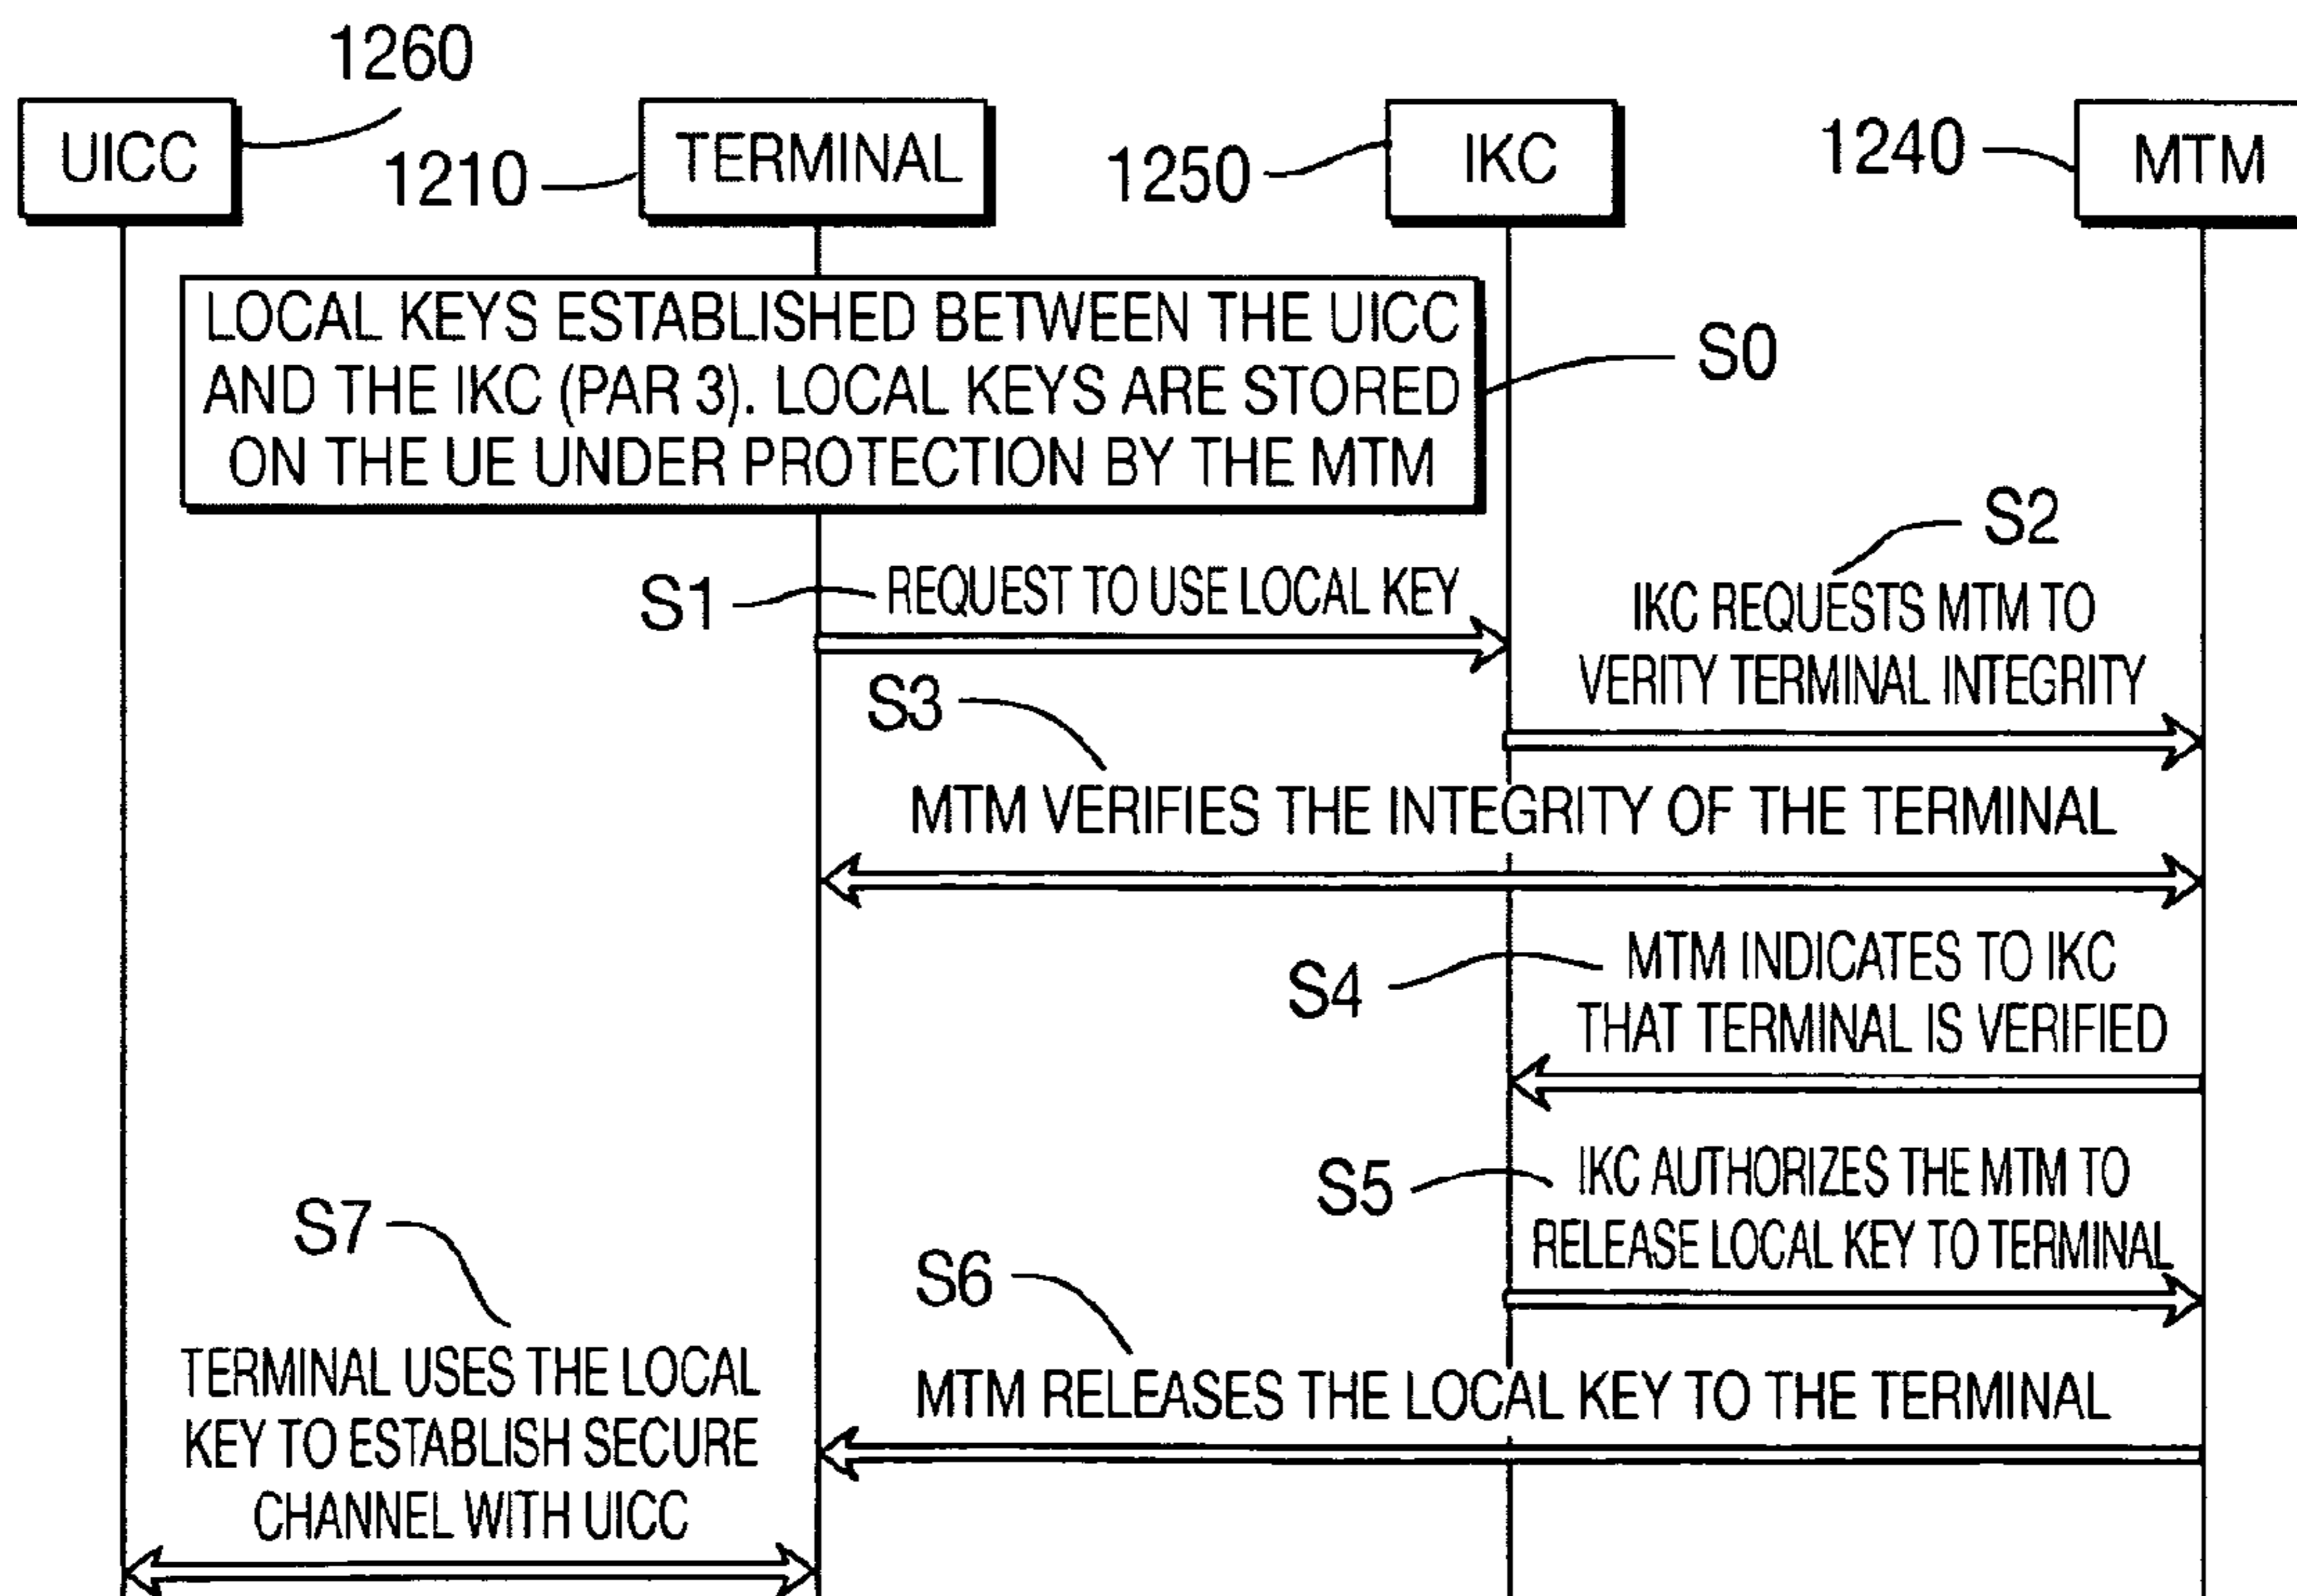 1260
UICC
1210
TERMINAL
1250
IKC
1240
MTM
LOCAL KEYS ESTABLISHED BETWEEN THE UICC
AND THE IKC (PAR 3). LOCAL KEYS ARE STORED
ON THE UE UNDER PROTECTION BY THE MTM
S0
S1
REQUEST TO USE LOCAL KEY
S2
IKC REQUESTS MTM TO
VERITY TERMINAL INTEGRITY
S3
MTM VERIFIES THE INTEGRITY OF THE TERMINAL
S4
MTM INDICATES TO IKC
THAT TERMINAL IS VERIFIED
S5
IKC AUTHORIZES THE MTM TO
RELEASE LOCAL KEY TO TERMINAL
S6
MTM RELEASES THE LOCAL KEY TO THE TERMINAL
S7
TERMINAL USES THE LOCAL
KEY TO ESTABLISH SECURE
CHANNEL WITH UICC